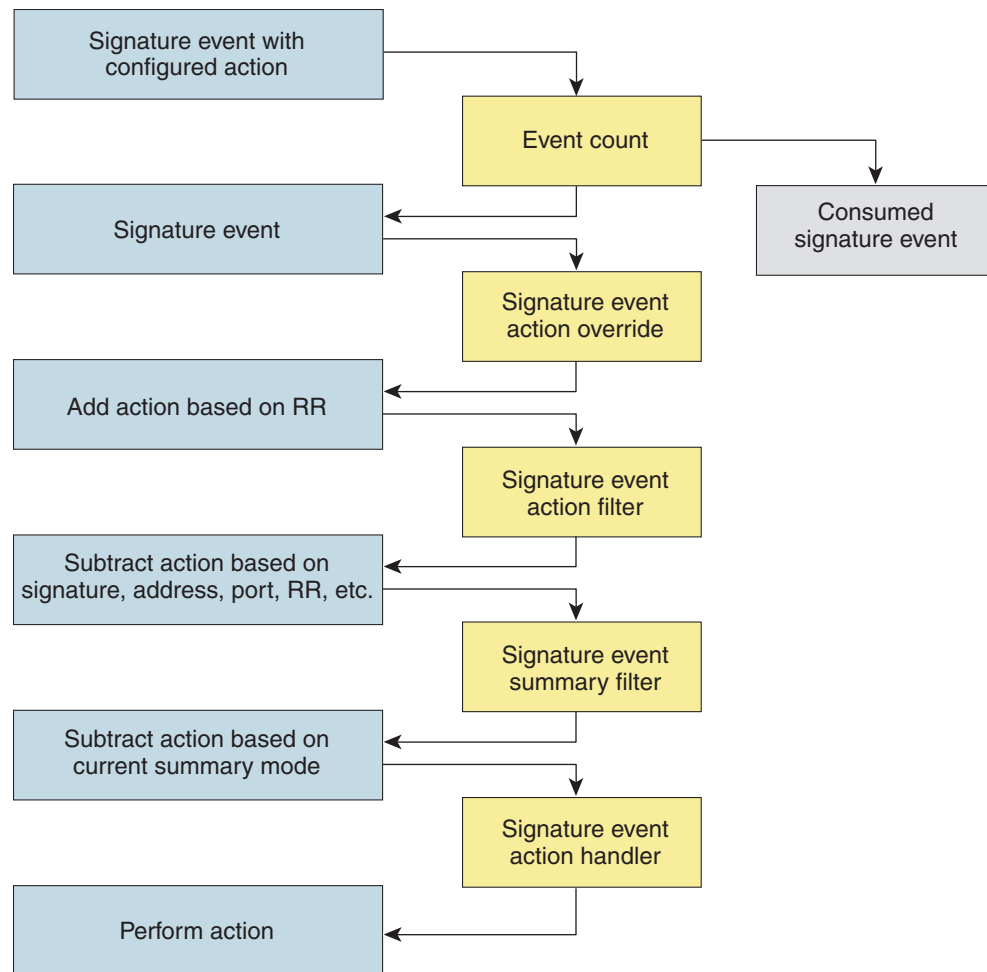 Signature event with
configured action
Event count
Consumed
signature event
Signature event
Signature event
action override
Add action based on RR
Signature event
action filter
Subtract action based on
signature, address, port, RR, etc.
Signature event
summary filter
Subtract action based on
current summary mode
Signature event
action handler
Perform action